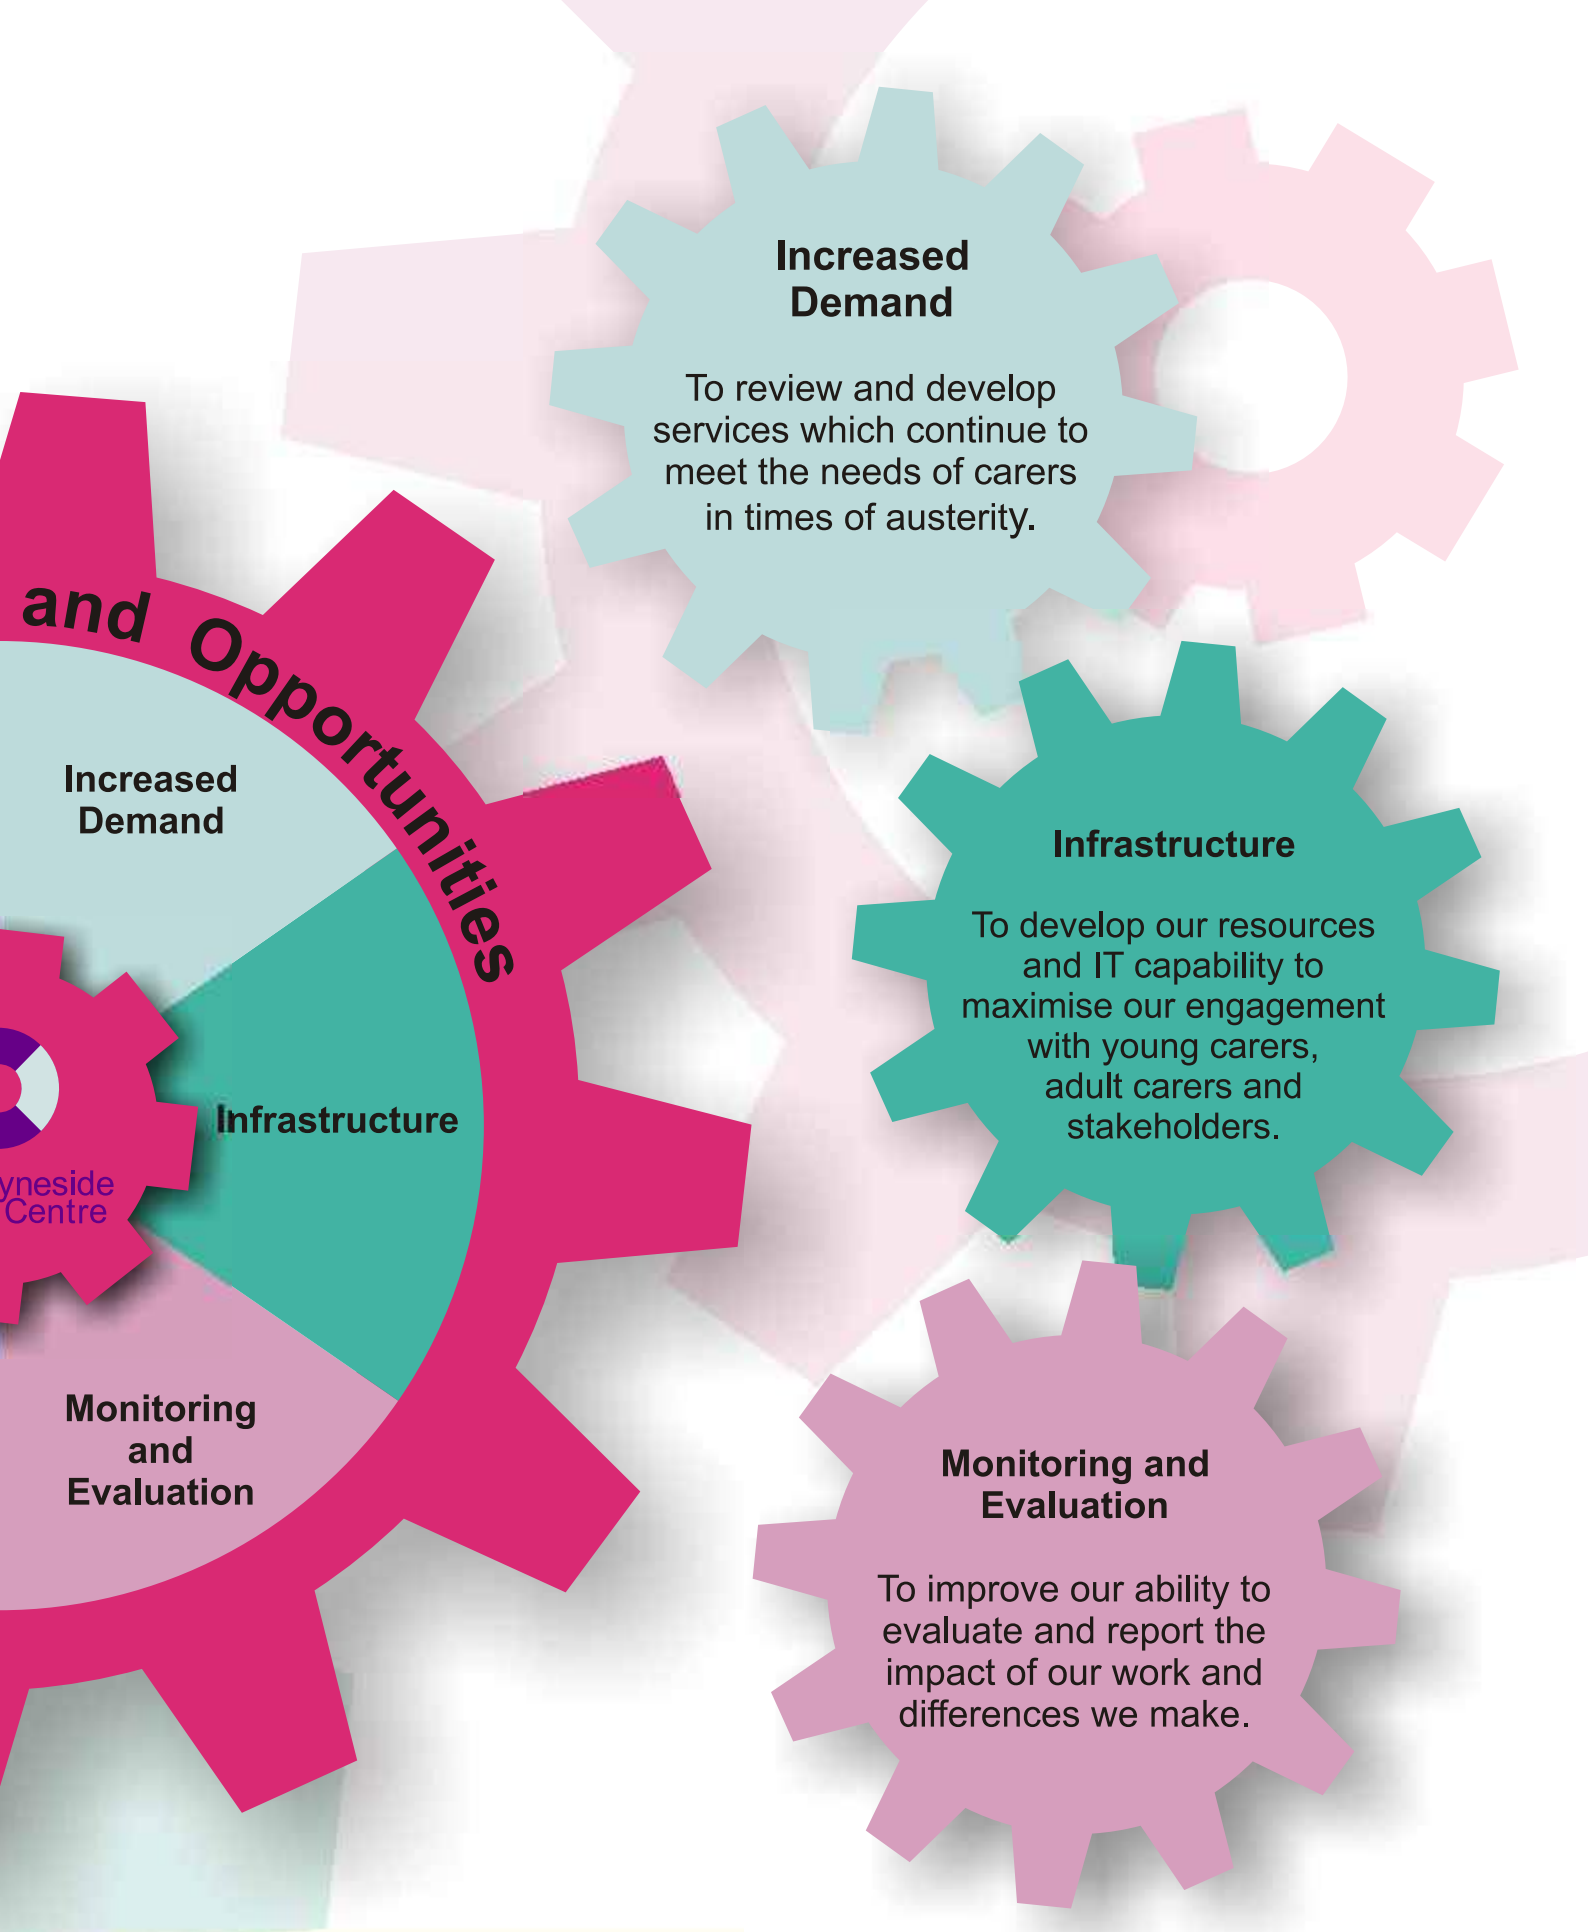 and Opportunities
Increased
Demand
Infrastructure
Monitoring
and
Evaluation
yneside
Centre
Increased
Demand
To review and develop
services which continue to
meet the needs of carers
in times of austerity.
Infrastructure
To develop our resources
and IT capability to
maximise our engagement
with young carers,
adult carers and
stakeholders.
Monitoring and
Evaluation
To improve our ability to
evaluate and report the
impact of our work and
differences we make.